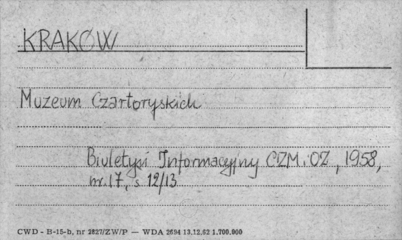 KRAKÓW
Muzeum Czartoryskich
Biuletyn Informacyjny CZM.OZ, 1958,
nr. 17, s 12/13
CWD - B-15-b, nr 2827/ZW/P — WDA 2694 13.12.62 1.700.000